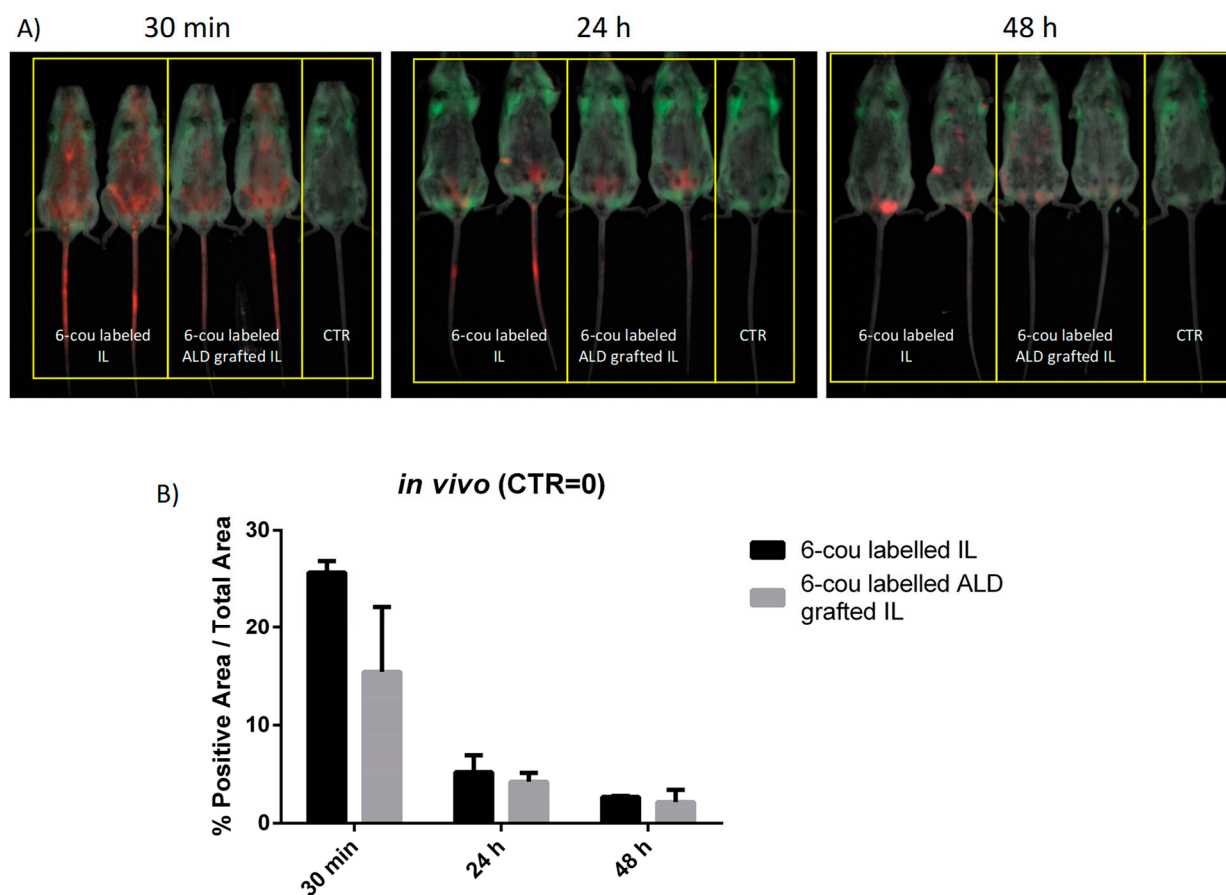 A)
30 min
24 h
48 h
6-cou labeled
IL
6-cou labeled
ALD grafted IL
CTR
6-cou labeled
IL
6-cou labeled
ALD grafted IL
CTR
6-cou labeled
IL
6-cou labeled
ALD grafted IL
CTR
B)
in vivo (CTR=0)
% Positive Area / Total Area
30
20
10
0
30 min
24 h
48 h
6-cou labelled IL
6-cou labelled ALD
grafted IL